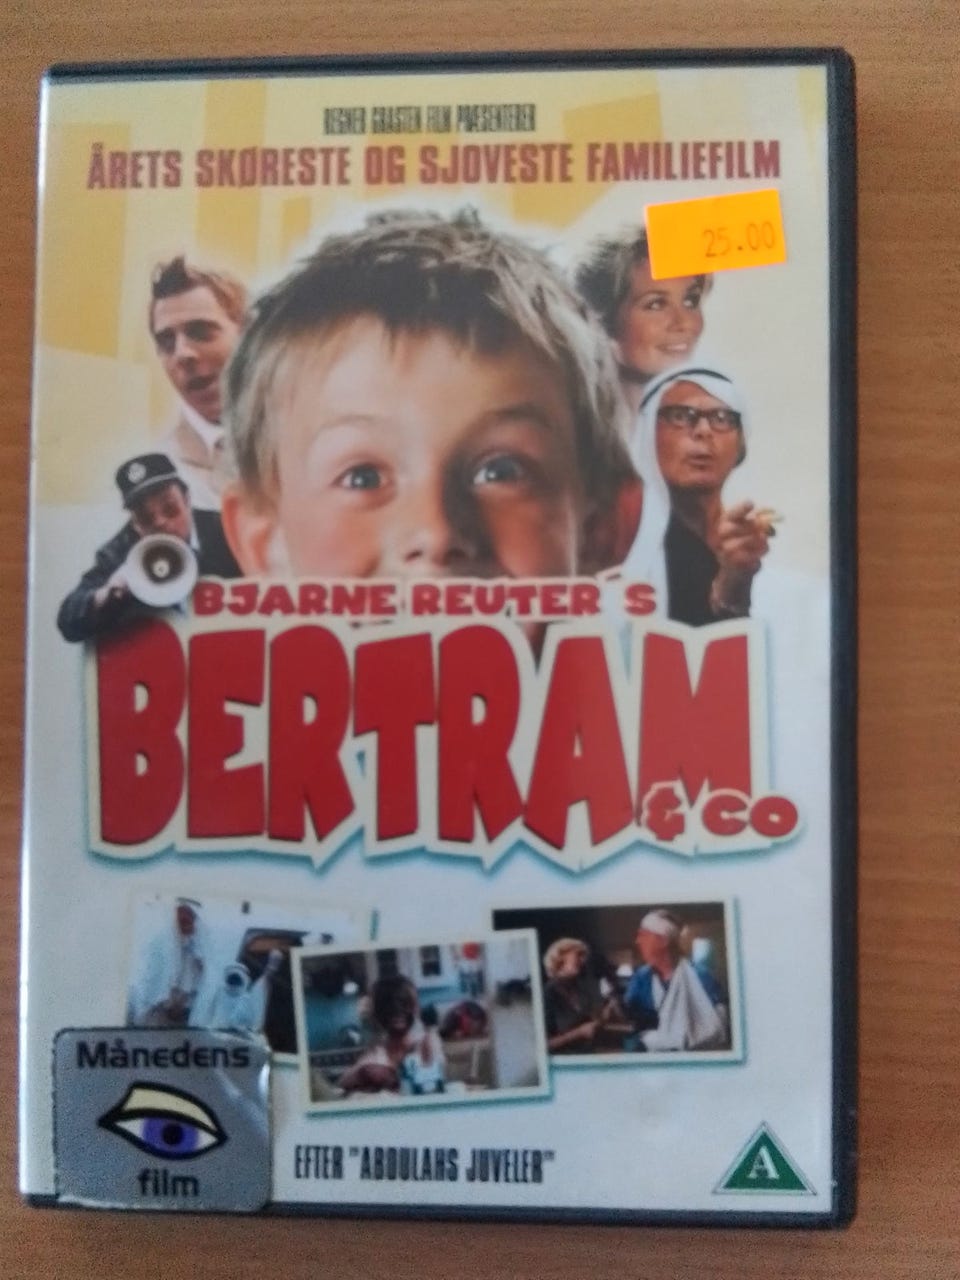 REGNER GRASTEN FILM PRÆSENTERER
ÅRETS SKØRESTE OG SJOVESTE FAMILIEFILM
25.00
BJARNE REUTER´S
BERTRAM
& CO
Månedens
film
EFTER "ABDULAHS JUVELER"
A